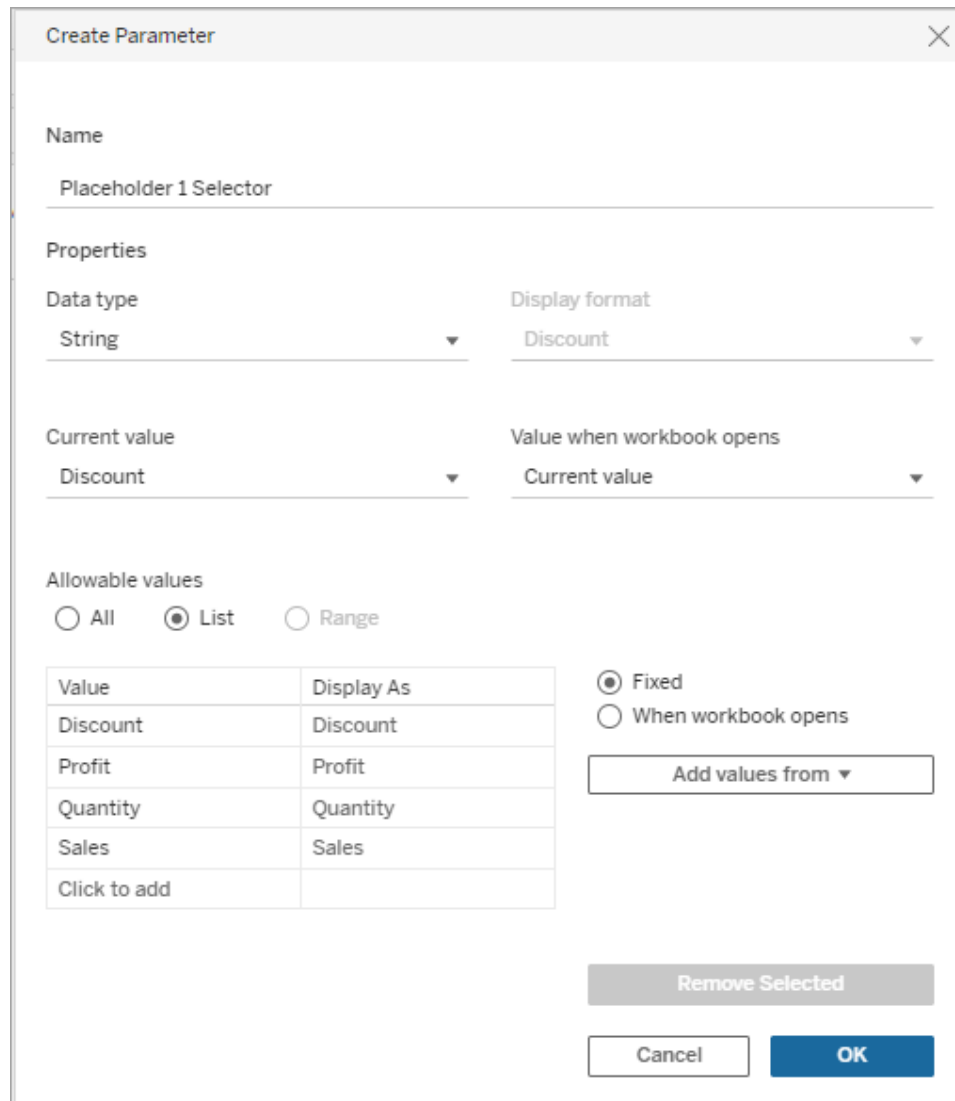 Create Parameter
Name
Placeholder 1 Selector
Properties
Data type
Display format
String
Discount
Current value
Value when workbook opens
Discount
Current value
Allowable values
All
List
Range
Value
Display As
Fixed
Discount
Discount
When workbook opens
Profit
Profit
Add values from
Quantity
Quantity
Sales
Sales
Click to add
Remove Selected
Cancel
OK